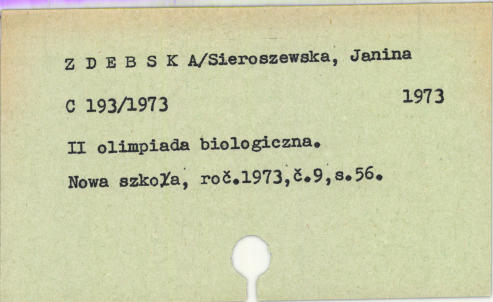 Z D E B S K A/Sieroszewska, Janina
C 193/1973 1973
II olimpiada biologiczna.
Nowa szkoła, roč.1973,č.9,s.56.